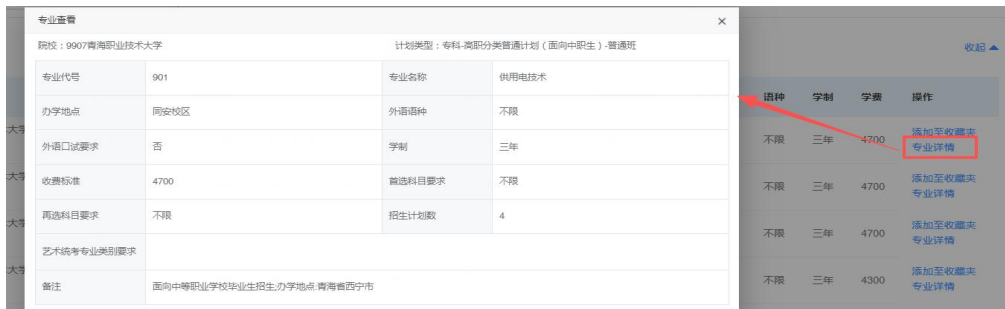 专业查看 ×
院校：9907青海职业技术大学 计划类型：专科-高职分类普通计划（面向中职生）-普通班
收起
专业代号 901 专业名称 供用电技术
办学地点 同安校区 外语语种 不限
外语口试要求 否 学制 三年
收费标准 4700 首选科目要求 不限
再选科目要求 不限 招生计划数 4
艺术统考专业类别要求
备注 面向中等职业学校毕业生招生;办学地点:青海省西宁市
语种 学制 学费 操作
大学 不限 三年 4700 添加至收藏夹
专业详情
大学 不限 三年 4700 添加至收藏夹
专业详情
大学 不限 三年 4700 添加至收藏夹
专业详情
大学 不限 三年 4300 添加至收藏夹
专业详情